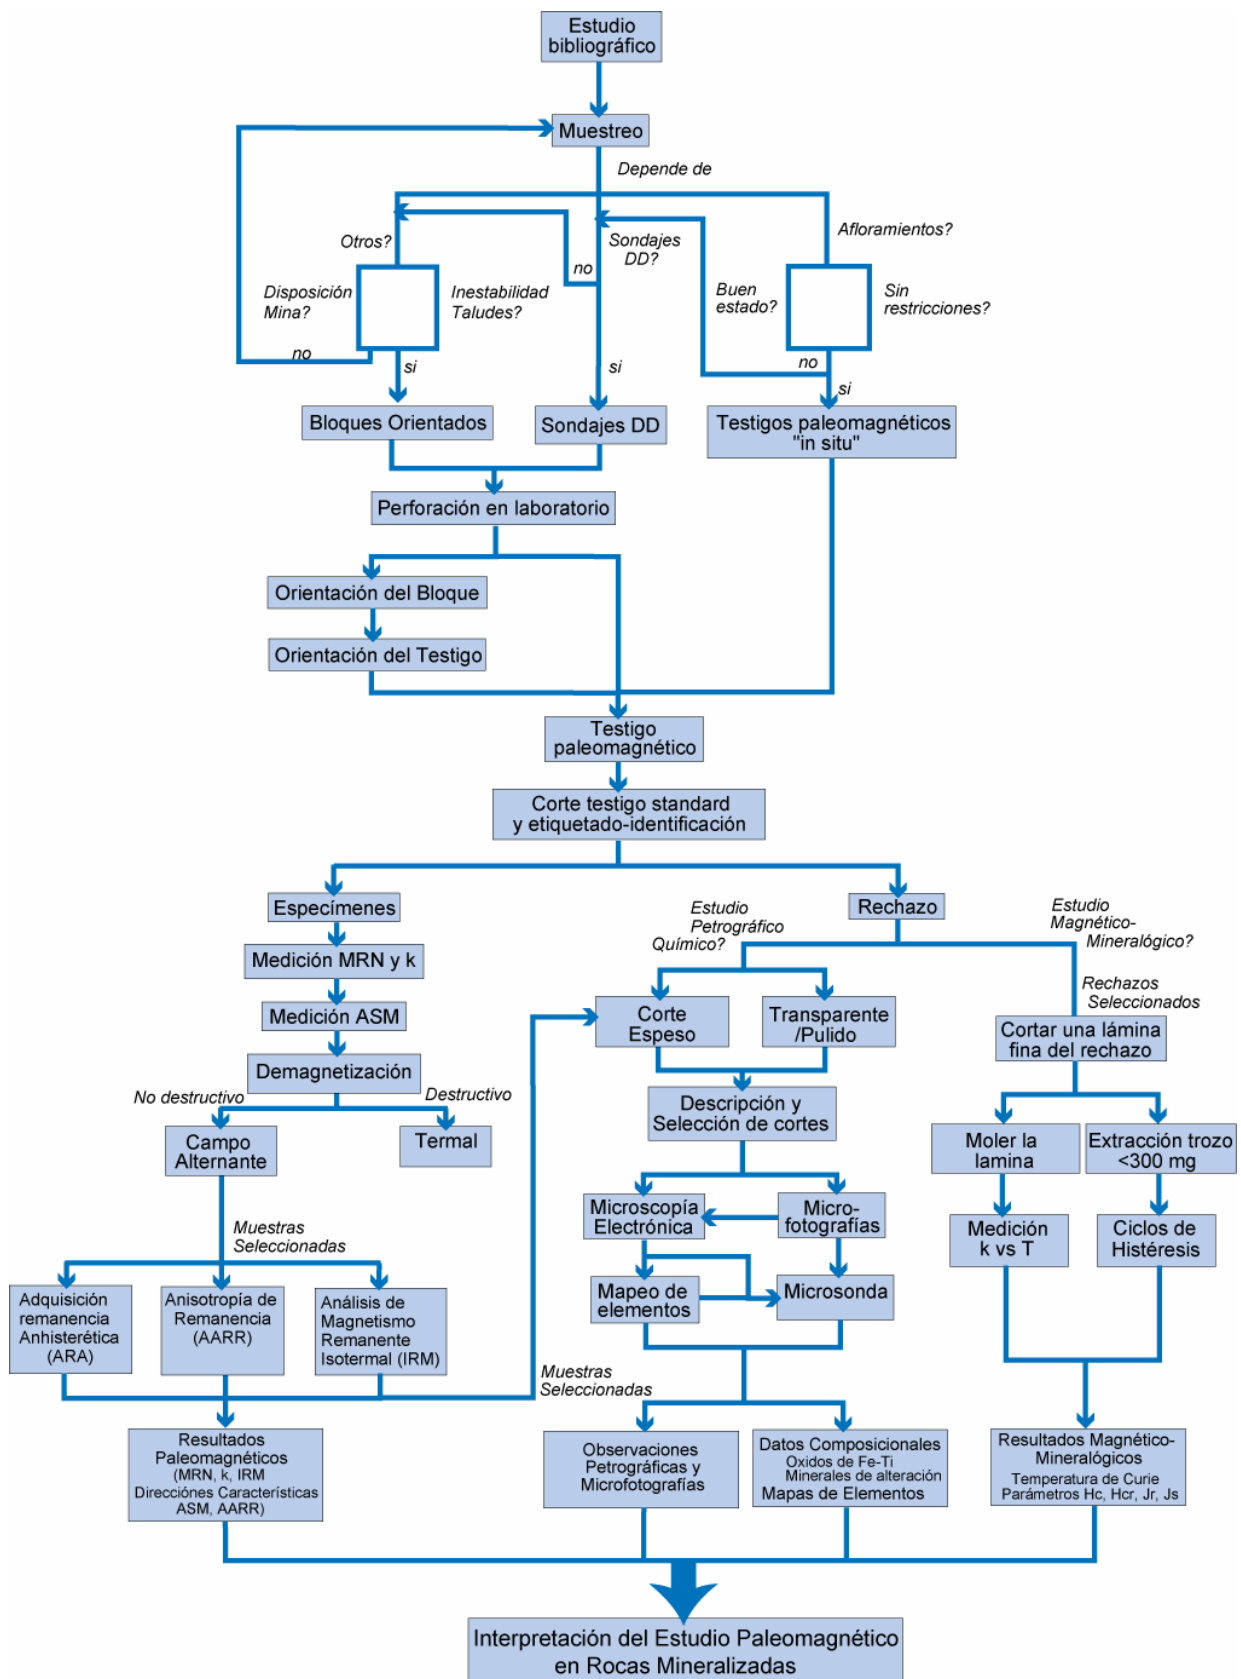 Estudio
bibliográfico
Muestreo
Depende de
Otros?
Sondajes
DD?
Afloramientos?
no
Disposición
Mina?
Inestabilidad
Taludes?
Buen
estado?
Sin
restricciones?
no
si
si
no
si
Bloques Orientados
Sondajes DD
Testigos paleomagnéticos
"in situ"
Perforación en laboratorio
Orientación del Bloque
Orientación del Testigo
Testigo
paleomagnético
Corte testigo standard
y etiquetado-identificación
Especímenes
Rechazo
Estudio
Petrográfico
Químico?
Estudio
Magnético-
Mineralógico?
Medición MRN y k
Medición ASM
Demagnetización
No destructivo
Destructivo
Campo
Alternante
Termal
Corte
Espeso
Transparente
/Pulido
Rechazos
Seleccionados
Cortar una lámina
fina del rechazo
Descripción y
Selección de cortes
Moler la
lamina
Extracción trozo
<300 mg
Microscopía
Electrónica
Micro-
fotografías
Medición
k vs T
Ciclos de
Histéresis
Muestras
Seleccionadas
Mapeo de
elementos
Microsonda
Adquisición
remanencia
Anhisterética
(ARA)
Anisotropía de
Remanencia
(AARR)
Análisis de
Magnetismo
Remanente
Isotermal (IRM)
Muestras
Seleccionadas
Resultados
Paleomagnéticos
(MRN, k, IRM
Direcciónes Características
ASM, AARR)
Observaciones
Petrográficas y
Microfotografías
Datos Composicionales
Oxidos de Fe-Ti
Minerales de alteración
Mapas de Elementos
Resultados Magnético-
Mineralógicos
Temperatura de Curie
Parámetros Hc, Hcr, Jr, Js
Interpretación del Estudio Paleomagnético
en Rocas Mineralizadas